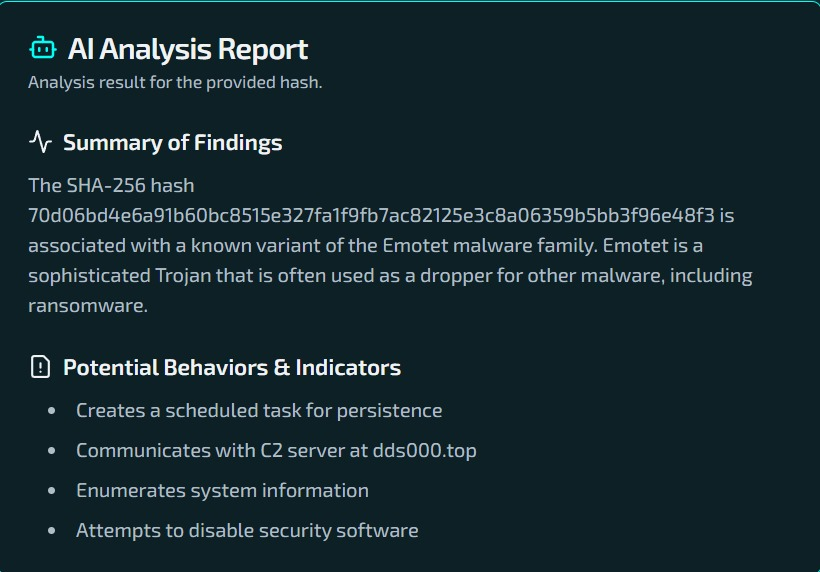 AI Analysis Report
Analysis result for the provided hash.
Summary of Findings
The SHA-256 hash
70d06bd4e6a91b60bc8515e327fa1f9fb7ac82125e3c8a06359b5bb3f96e48f3 is
associated with a known variant of the Emotet malware family. Emotet is a
sophisticated Trojan that is often used as a dropper for other malware, including
ransomware.
Potential Behaviors & Indicators
• Creates a scheduled task for persistence
• Communicates with C2 server at dds000.top
• Enumerates system information
• Attempts to disable security software